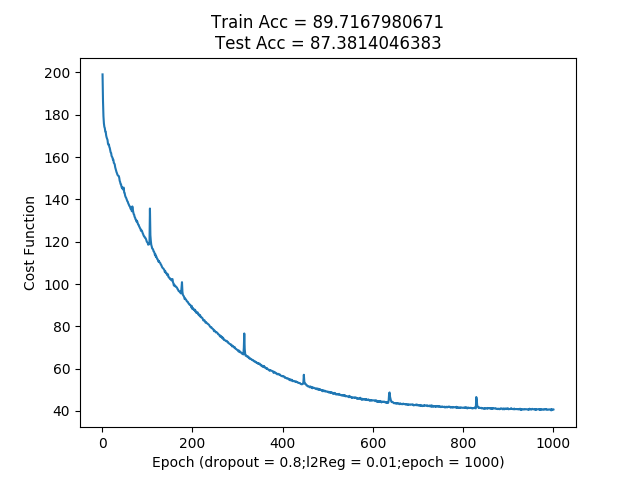 Train Acc = 89.7167980671
Test Acc = 87.3814046383
200
180
160
140
120
100
80
60
40
Cost Function
0 200 400 600 800 1000
Epoch (dropout = 0.8;l2Reg = 0.01;epoch = 1000)